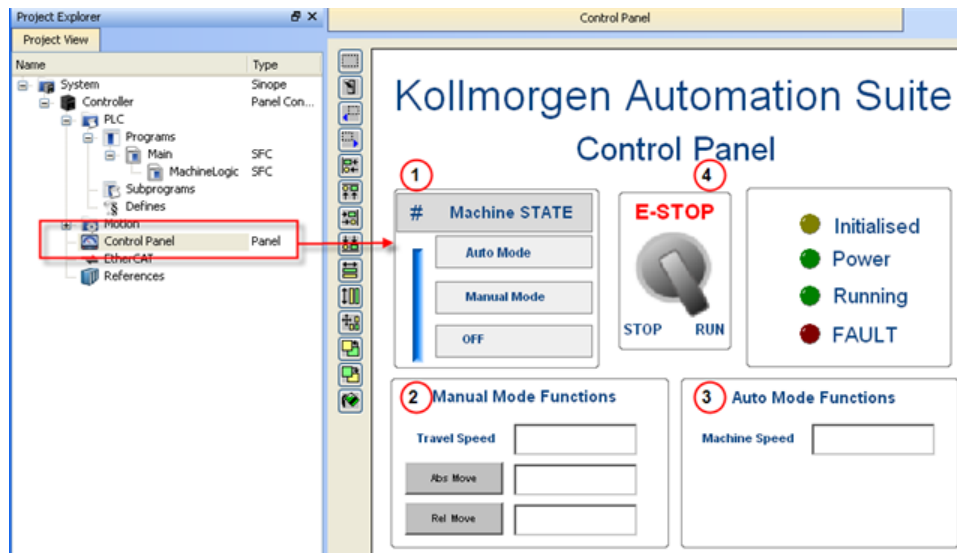 Project Explorer
Project View
Name Type
System Sinope
Controller Panel Con...
PLC
Programs
Main SFC
MachineLogic SFC
Subprograms
Defines
Motion
Control Panel Panel
EtherCAT
References
Control Panel
Kollmorgen Automation Suite
Control Panel
1
# Machine STATE
Auto Mode
Manual Mode
OFF
4
E-STOP
STOP RUN
Initialised
Power
Running
FAULT
2 Manual Mode Functions
Travel Speed
Abs Move
Rel Move
3 Auto Mode Functions
Machine Speed